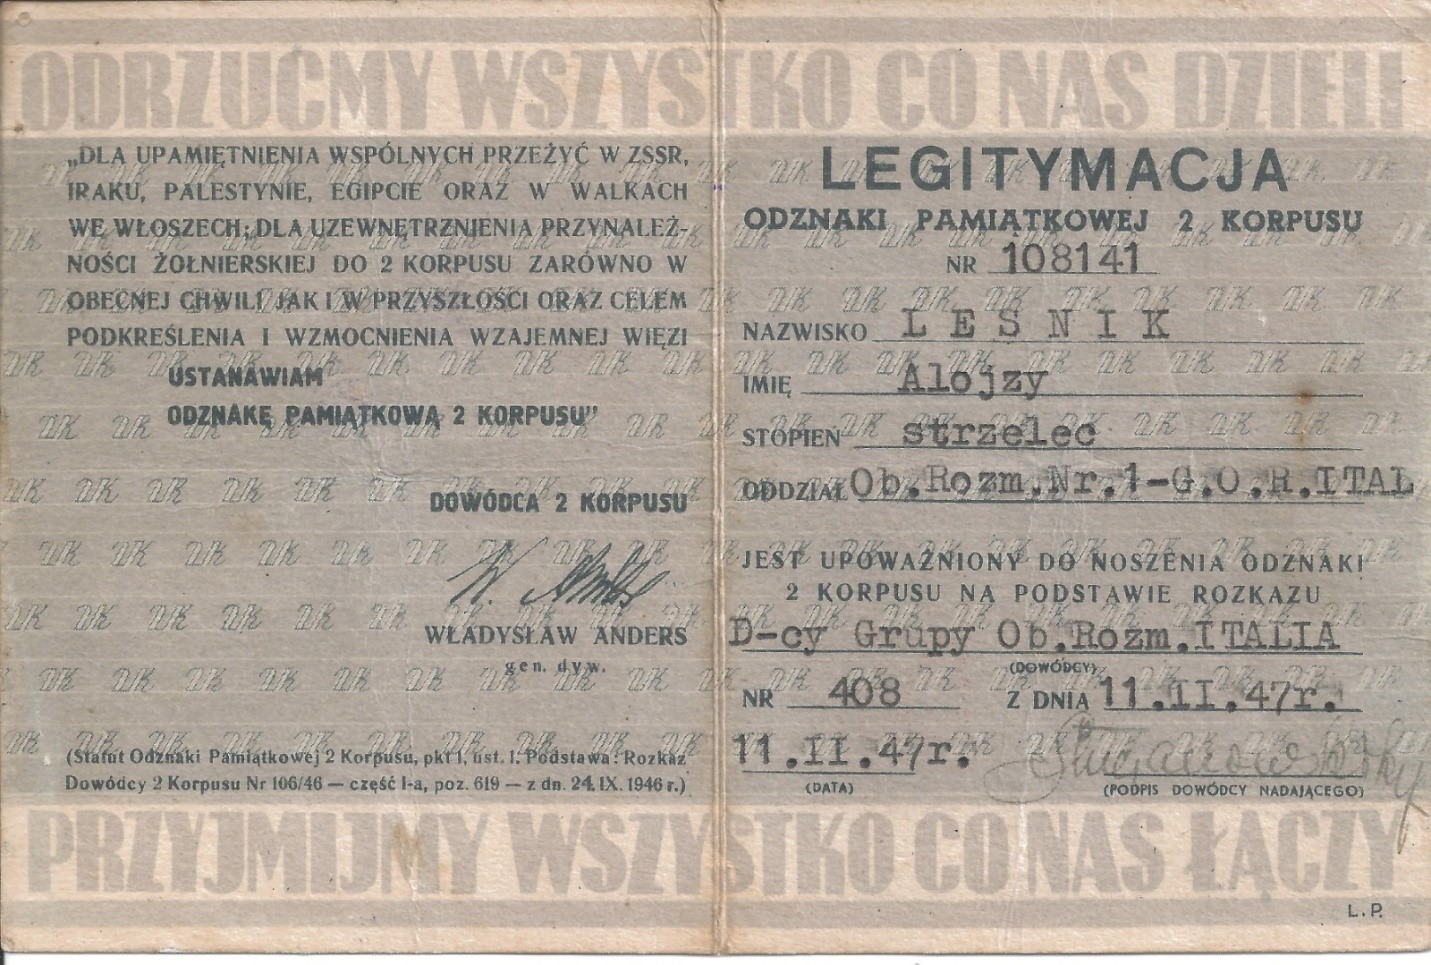 ODRZUĆMY WSZYSTKO CO NAS DZIELI
„DLA UPAMIĘTNIENIA WSPÓLNYCH PRZEŻYĆ W ZSSR,
IRAKU, PALESTYNIE, EGIPCIE ORAZ W WALKACH
WE WŁOSZECH; DLA UZEWNĘTRZNIENIA PRZYNALEŻ-
NOŚCI ŻOŁNIERSKIEJ DO 2 KORPUSU ZARÓWNO W
OBECNEJ CHWILI JAK I W PRZYSZŁOŚCI ORAZ CELEM
PODKREŚLENIA I WZMOCNIENIA WZAJEMNEJ WIĘZI
USTANAWIAM
ODZNAKĘ PAMIĄTKOWĄ 2 KORPUSU”
DOWÓDCA 2 KORPUSU
WŁADYSŁAW ANDERS
gen. dyw.
(Statut Odznaki Pamiątkowej 2 Korpusu, pkt 1, ust. 1. Podstawa: Rozkaz
Dowódcy 2 Korpusu Nr 106/46 — część I-a, poz. 619 — z dn. 24. IX. 1946 r.)
LEGITYMACJA
ODZNAKI PAMIĄTKOWEJ 2 KORPUSU
NR 108141
NAZWISKO LESNIK
IMIĘ Alojzy
STOPIEŃ strzelec
ODDZIAŁ Ob.Rozm.Nr.1-G.O.R.ITAL
JEST UPOWAŻNIONY DO NOSZENIA ODZNAKI
2 KORPUSU NA PODSTAWIE ROZKAZU
D-cy Grupy Ob.Rozm.ITALIA
(DOWÓDCY)
NR 408 Z DNIA 11.II.47r.
11.II.47r.
(DATA) (PODPIS DOWÓDCY NADAJĄCEGO)
PRZYJMIJMY WSZYSTKO CO NAS ŁĄCZY
L.P.